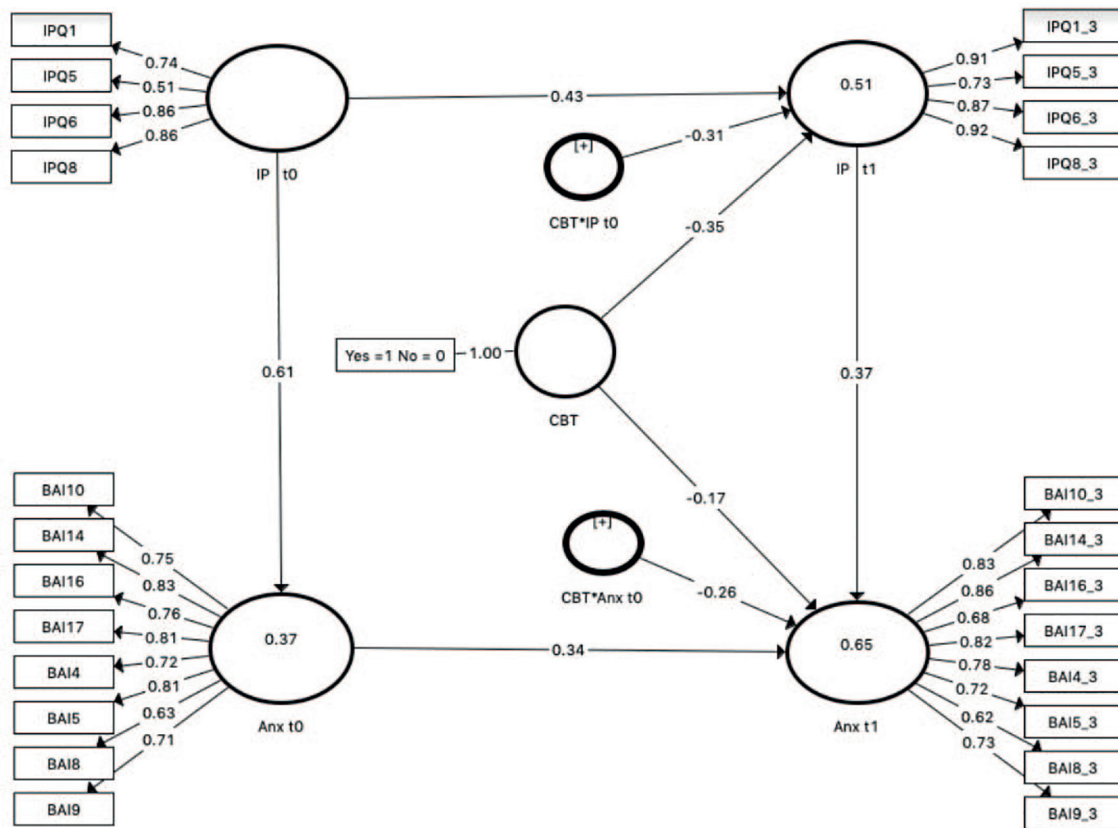 IPQ1
IPQ5
IPQ6
IPQ8
0.74
0.51
0.86
0.86
IP t0
0.43
[+]
CBT*IP t0
-0.31
0.51
IP t1
IPQ1_3
IPQ5_3
IPQ6_3
IPQ8_3
0.91
0.73
0.87
0.92
-0.35
Yes =1 No = 0
1.00
CBT
0.61
0.37
-0.17
[+]
CBT*Anx t0
-0.26
BAI10
BAI14
BAI16
BAI17
BAI4
BAI5
BAI8
BAI9
0.75
0.83
0.76
0.81
0.72
0.81
0.63
0.71
0.37
Anx t0
0.34
0.65
Anx t1
0.83
0.86
0.68
0.82
0.78
0.72
0.62
0.73
BAI10_3
BAI14_3
BAI16_3
BAI17_3
BAI4_3
BAI5_3
BAI8_3
BAI9_3